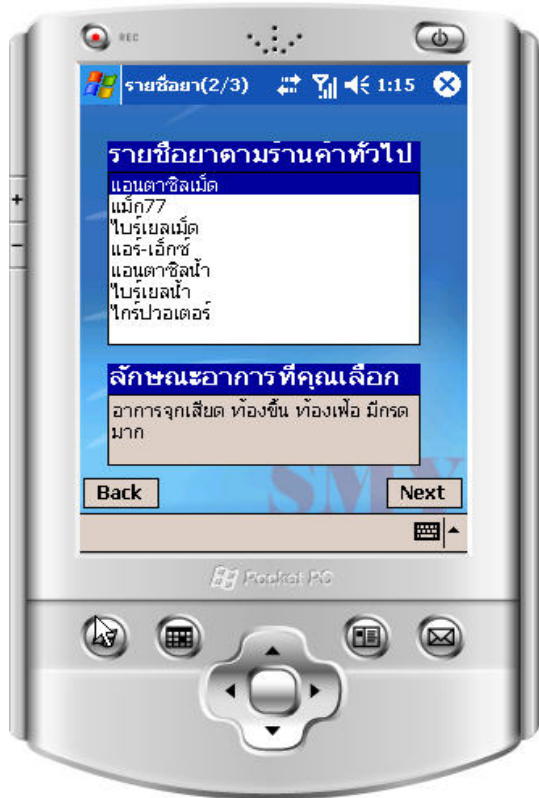 REC
รายชื่อยา(2/3) 1:15
รายชื่อยาตามร้านค้าทั่วไป
แอนตาซิลเม็ด
แม็ก77
ไบร์เยลเม็ด
แอร์-เอ็กซ์
แอนตาซิลน้ำ
ไบร์เยลน้ำ
ไกร์ปวอเตอร์
ลักษณะอาการที่คุณเลือก
อาการจุกเสียด ท้องขึ้น ท้องเฟ้อ มีกรด
มาก
SMY
Back Next
Pocket PC
+
-